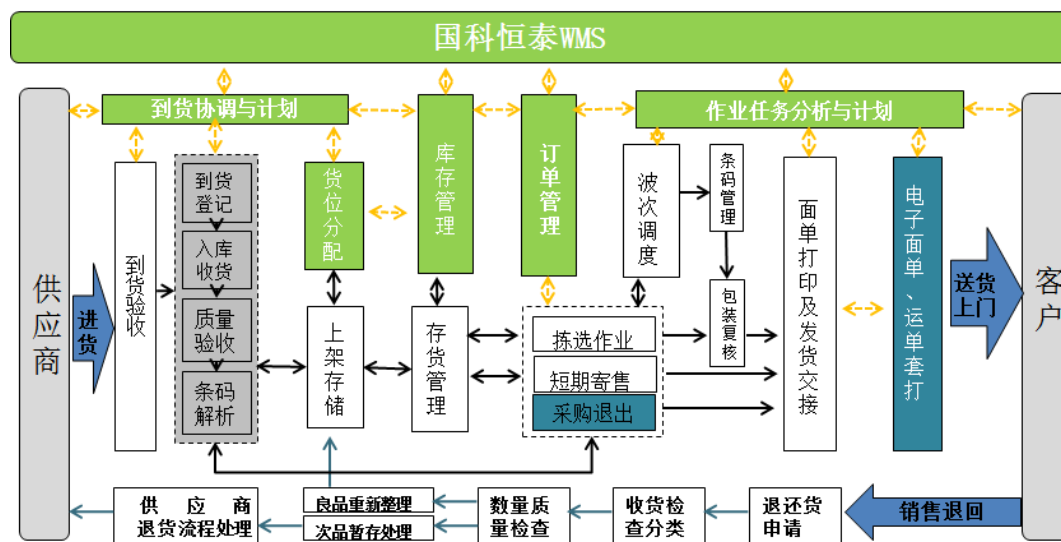 国科恒泰WMS
到货协调与计划
作业任务分析与计划
供应商
进货
到货验收
到货
登记
入库
收货
质量
验收
条码
解析
货位分配
上架存储
库存管理
存货管理
订单管理
拣选作业
短期寄售
采购退出
波次调度
条码管理
包装复核
面单打印及发货交接
电子面单、运单套打
送货
上门
客户
供应商
退货流程处理
良品重新整理
次品暂存处理
数量质
量检查
收货检
查分类
退还货
申请
销售退回